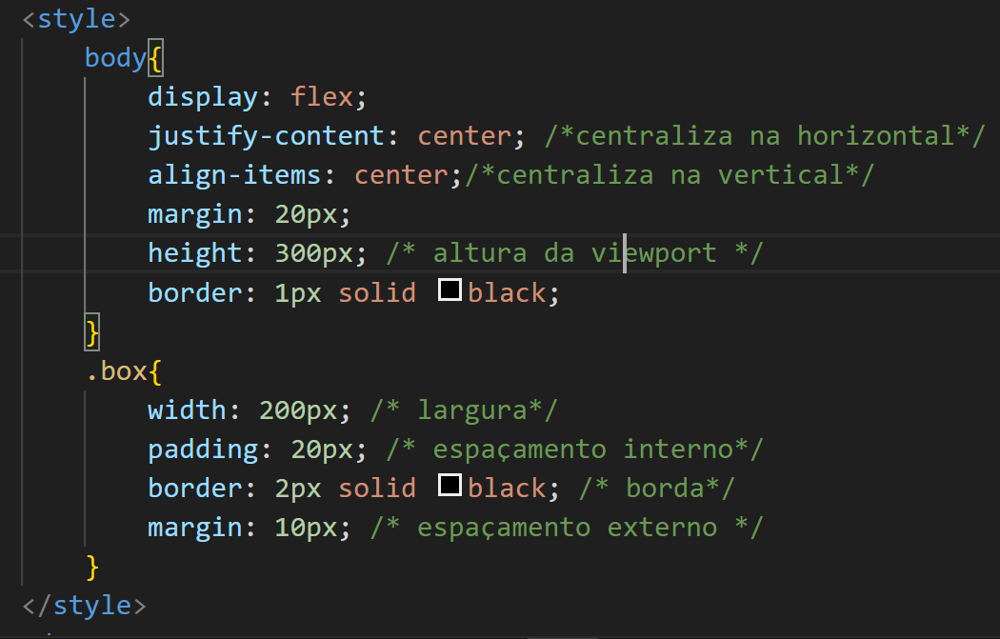 <style>
body{
display: flex;
justify-content: center; /*centraliza na horizontal*/
align-items: center;/*centraliza na vertical*/
margin: 20px;
height: 300px; /* altura da viewport */
border: 1px solid black;
}
.box{
width: 200px; /* largura*/
padding: 20px; /* espaçamento interno*/
border: 2px solid black; /* borda*/
margin: 10px; /* espaçamento externo */
}
</style>